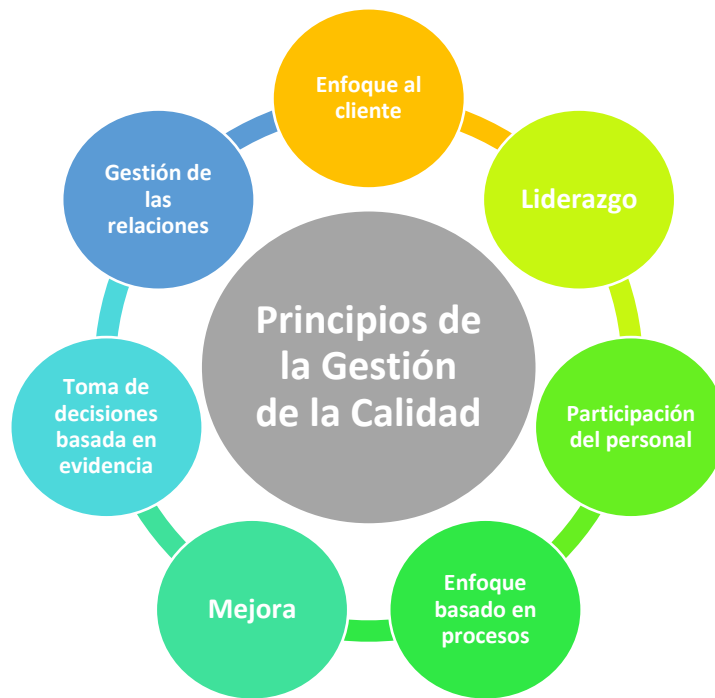 Enfoque al
cliente
Liderazgo
Participación
del personal
Enfoque
basado en
procesos
Mejora
Toma de
decisiones
basada en
evidencia
Gestión de
las
relaciones
Principios de
la Gestión
de la Calidad